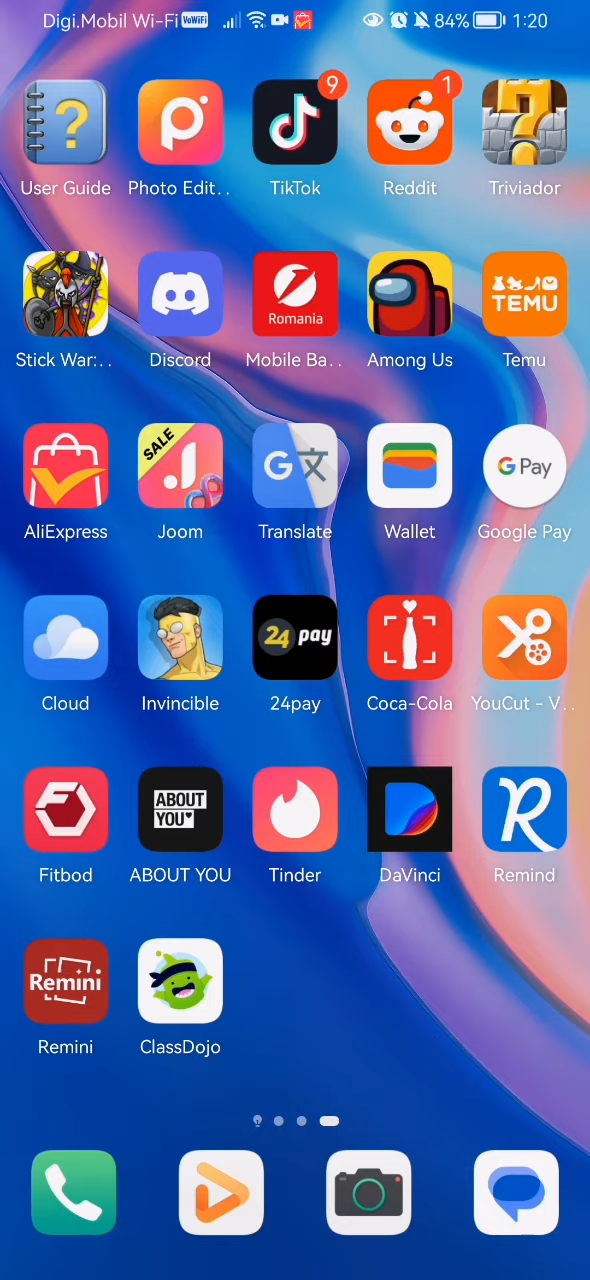 Digi.Mobil Wi-Fi VoWiFi 84% 1:20
9 1
User Guide Photo Edit.. TikTok Reddit Triviador
Romania TEMU
Stick War:.. Discord Mobile Ba.. Among Us Temu
SALE G文 G Pay
AliExpress Joom Translate Wallet Google Pay
24 pay
Cloud Invincible 24pay Coca-Cola YouCut - V..
ABOUT
YOU
Fitbod ABOUT YOU Tinder DaVinci Remind
Remini
Remini ClassDojo